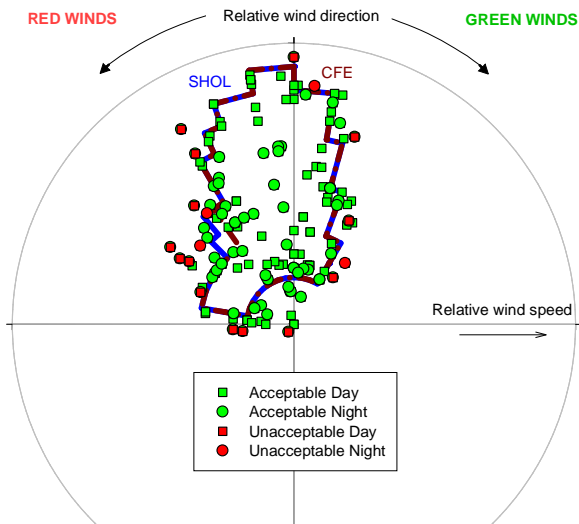 RED WINDS
Relative wind direction
GREEN WINDS
SHOL
CFE
Relative wind speed
Acceptable Day
Acceptable Night
Unacceptable Day
Unacceptable Night